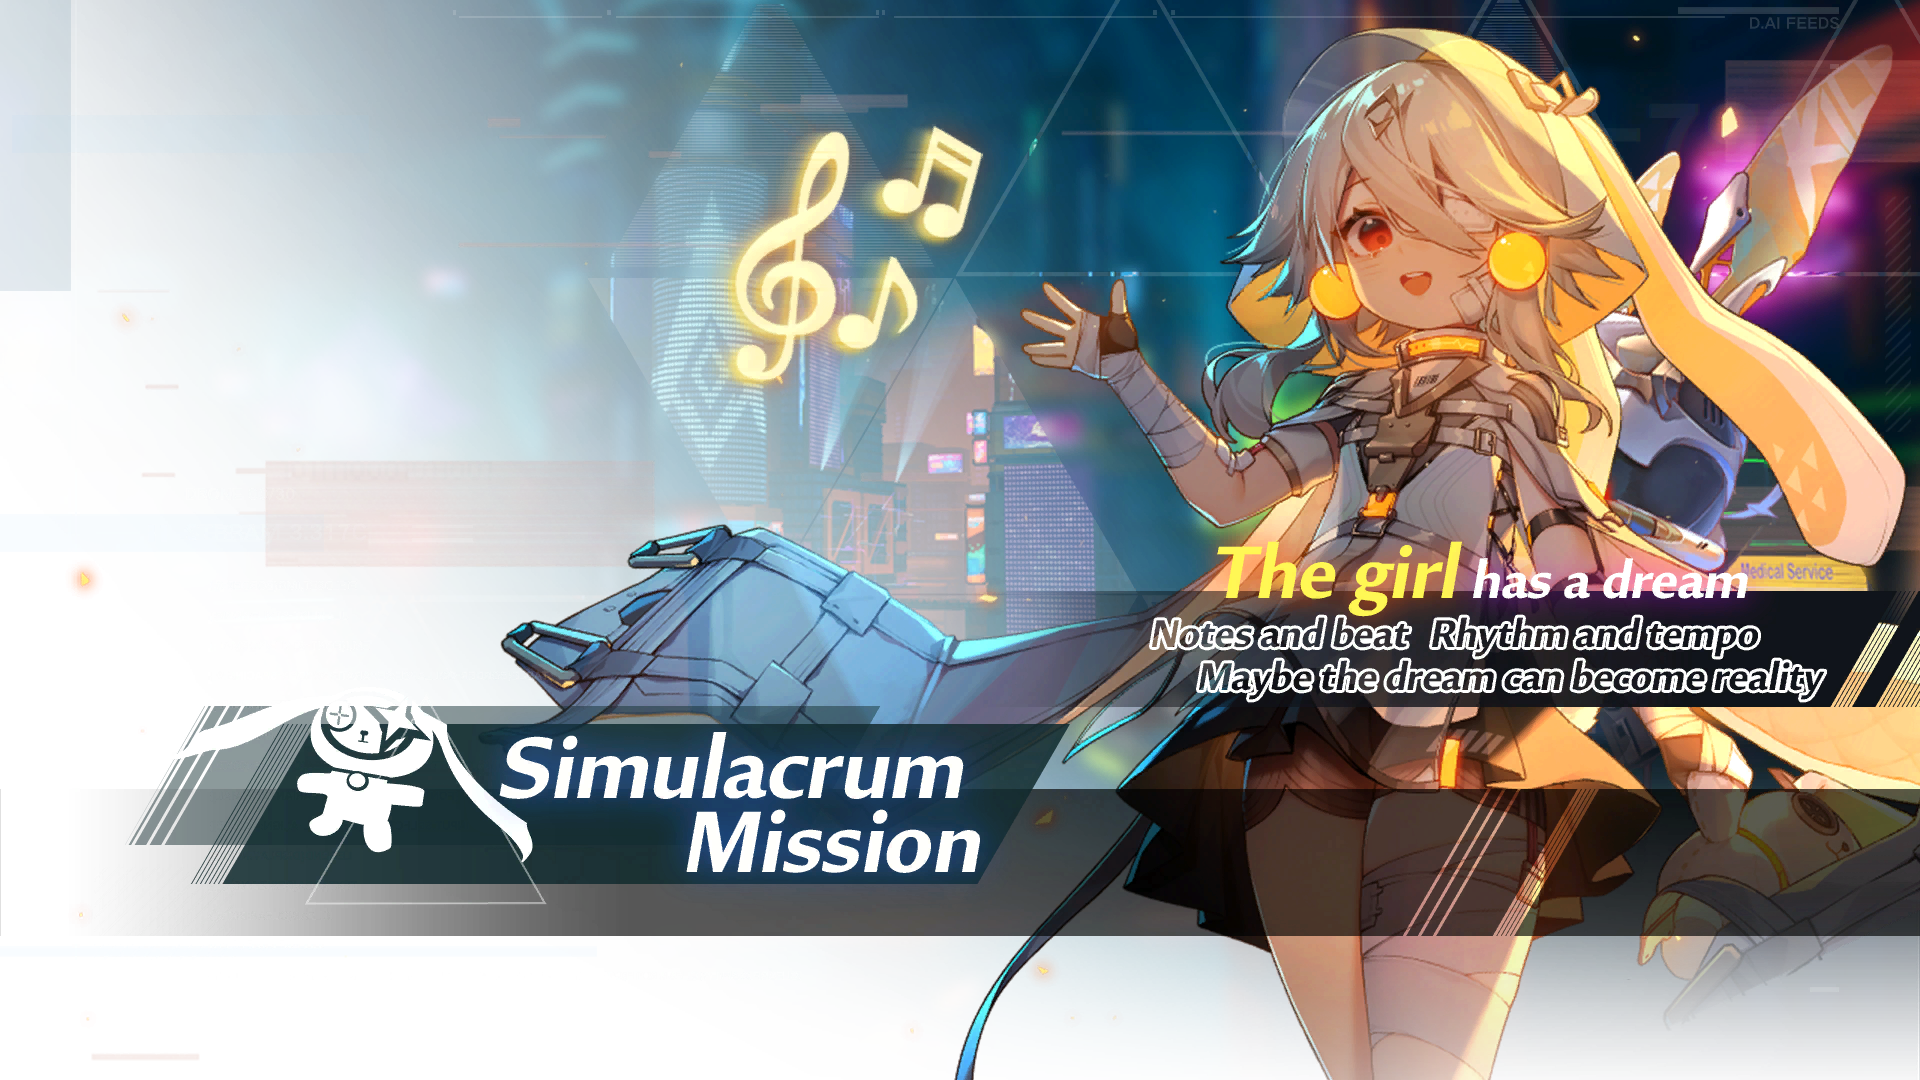 D.AI FEEDS
The girl has a dream
Medical Service
Notes and beat Rhythm and tempo
Maybe the dream can become reality
Simulacrum
Mission